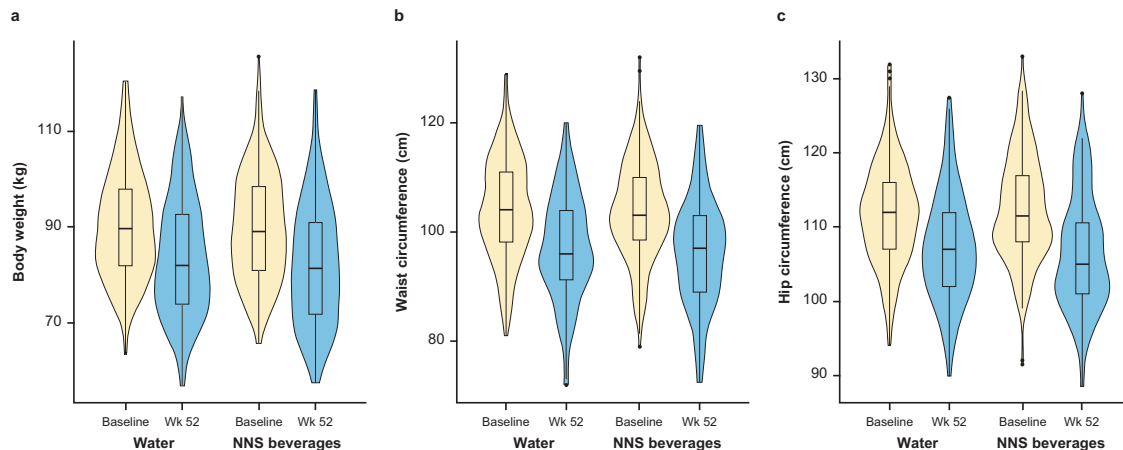 a
Body weight (kg)
110
90
70
Baseline Wk 52 Baseline Wk 52
Water NNS beverages
b
Waist circumference (cm)
120
100
80
Baseline Wk 52 Baseline Wk 52
Water NNS beverages
c
Hip circumference (cm)
130
120
110
100
90
Baseline Wk 52 Baseline Wk 52
Water NNS beverages